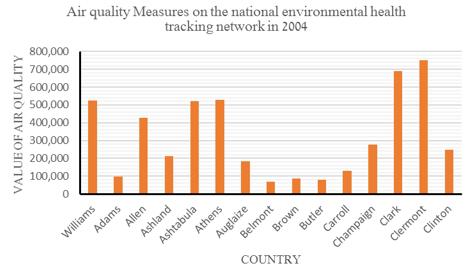 Air quality Measures on the national environmental health
tracking network in 2004
VALUE OF AIR QUALITY
800,000
700,000
600,000
500,000
400,000
300,000
200,000
100,000
0
Williams
Adams
Allen
Ashland
Ashtabula
Athens
Auglaize
Belmont
Brown
Butler
Carroll
Champaign
Clark
Clermont
Clinton
COUNTRY